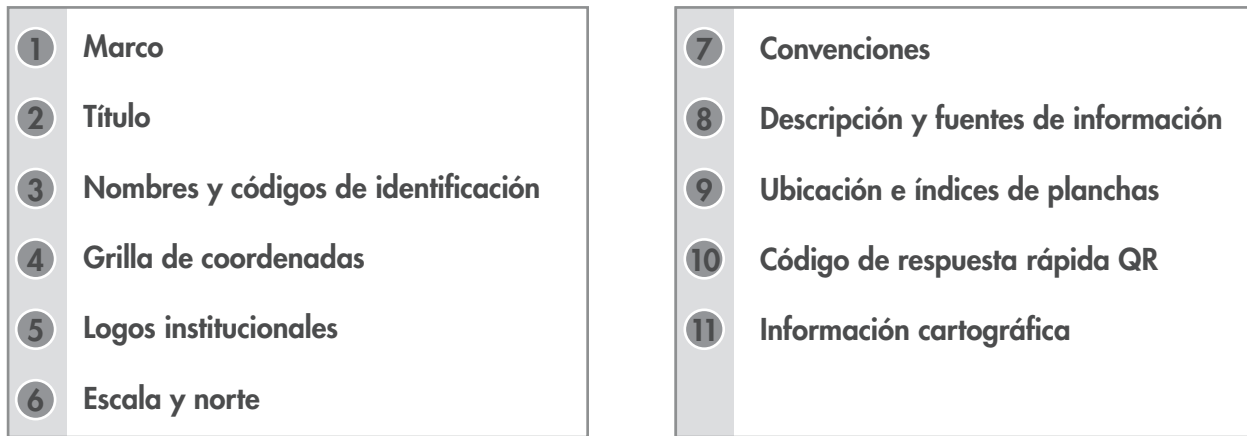 1 Marco
2 Título
3 Nombres y códigos de identificación
4 Grilla de coordenadas
5 Logos institucionales
6 Escala y norte
7 Convenciones
8 Descripción y fuentes de información
9 Ubicación e índices de planchas
10 Código de respuesta rápida QR
11 Información cartográfica